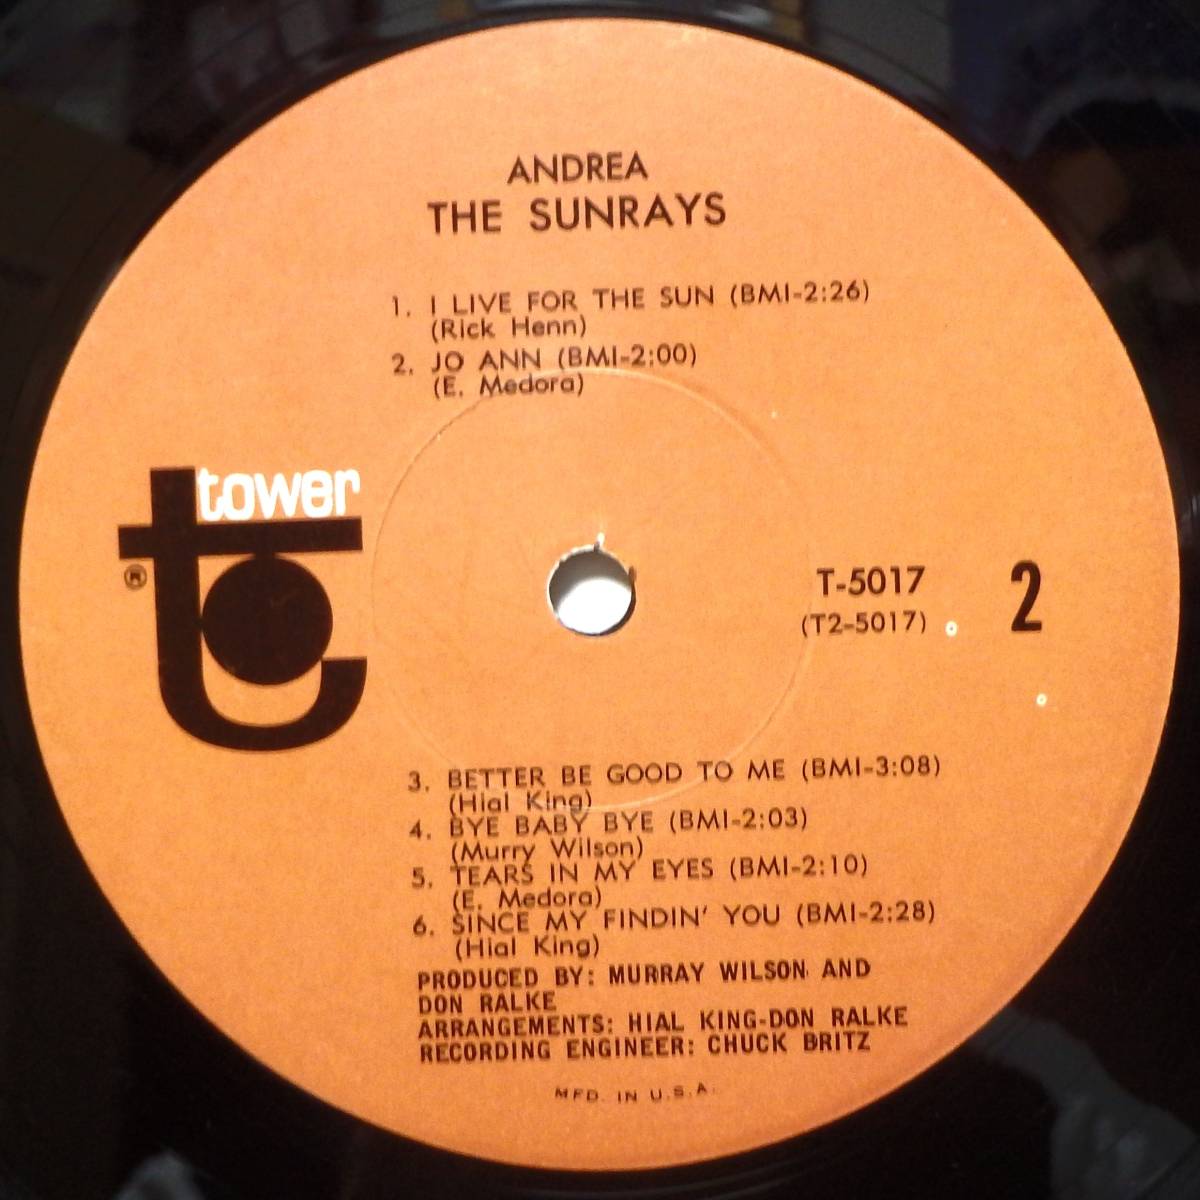 ANDREA
THE SUNRAYS
1. I LIVE FOR THE SUN (BMI-2:26)
(Rick Henn)
2. JO ANN (BMI-2:00)
(E. Medora)
tower
t
®
T-5017
(T2-5017)
2
3. BETTER BE GOOD TO ME (BMI-3:08)
(Hial King)
4. BYE BABY BYE (BMI-2:03)
(Murry Wilson)
5. TEARS IN MY EYES (BMI-2:10)
(E. Medora)
6. SINCE MY FINDIN' YOU (BMI-2:28)
(Hial King)
PRODUCED BY: MURRAY WILSON AND
DON RALKE
ARRANGEMENTS: HIAL KING-DON RALKE
RECORDING ENGINEER: CHUCK BRITZ
MFD. IN U.S.A.